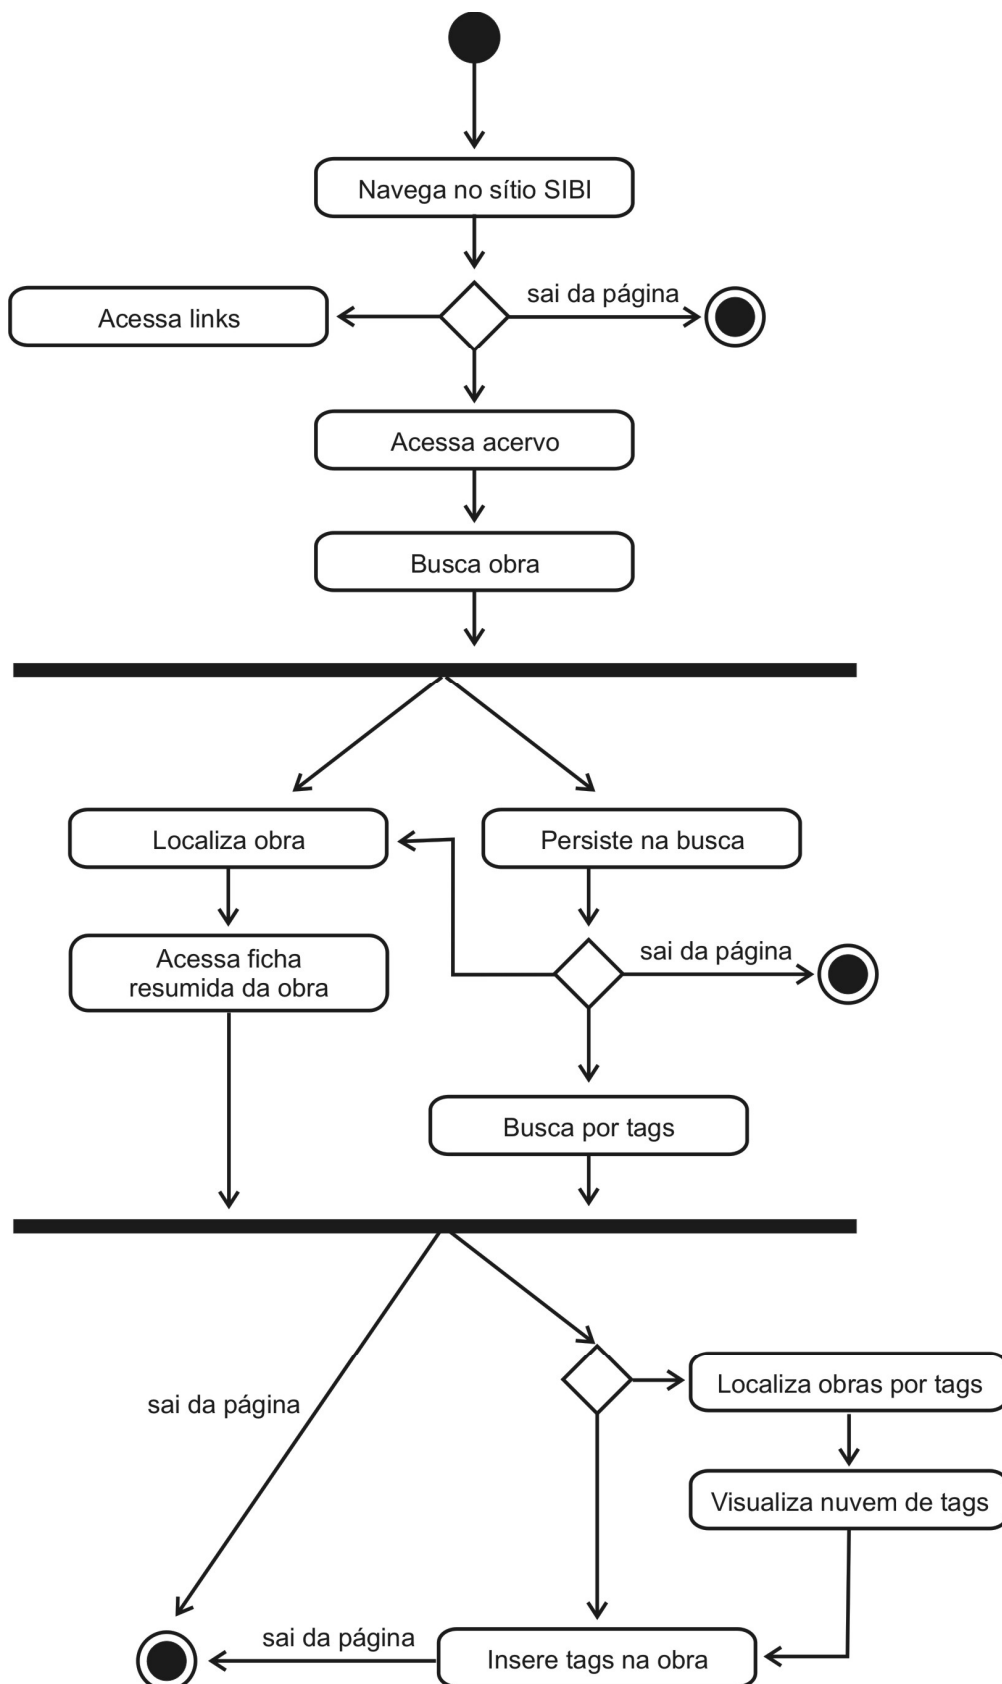 Navega no sítio SIBI
sai da página
Acessa links
Acessa acervo
Busca obra
Localiza obra
Persiste na busca
Acessa ficha
resumida da obra
sai da página
Busca por tags
Localiza obras por tags
sai da página
Visualiza nuvem de tags
sai da página
Insere tags na obra